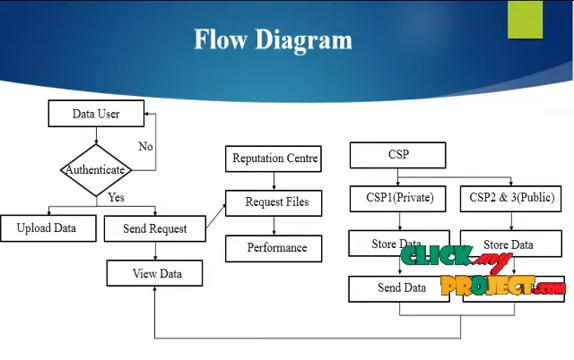 Flow Diagram
Data User
No
Authenticate
Yes
Upload Data
Send Request
View Data
Reputation Centre
Request Files
Performance
CSP
CSP1(Private)
CSP2 & 3(Public)
Store Data
Store Data
Send Data
CLICK my
PROJECT.COM